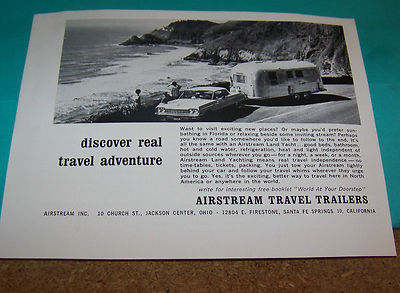 discover real
travel adventure
Want to visit exciting new places? Or maybe you'd prefer sun-
bathing in Florida or relaxing beside some inviting stream? Perhaps
you know a road somewhere you'd like to follow to the end. It's
all the same with an Airstream Land Yacht . . . good beds, bathroom,
hot and cold water, refrigeration, heat and light independent of
outside sources wherever you go — for a night, a week, or a month.
Airstream Land Yachting means real travel independence — no
time-tables, tickets, packing. You just tow your Airstream lightly
behind your car and follow your travel whims wherever they urge
you to go. Yes, it's the exciting, better way to travel here in North
America or anywhere in the world.
write for interesting free booklet "World At Your Doorstep"
AIRSTREAM TRAVEL TRAILERS
AIRSTREAM INC. 10 CHURCH ST., JACKSON CENTER, OHIO • 12804 E. FIRESTONE, SANTA FE SPRINGS 10, CALIFORNIA